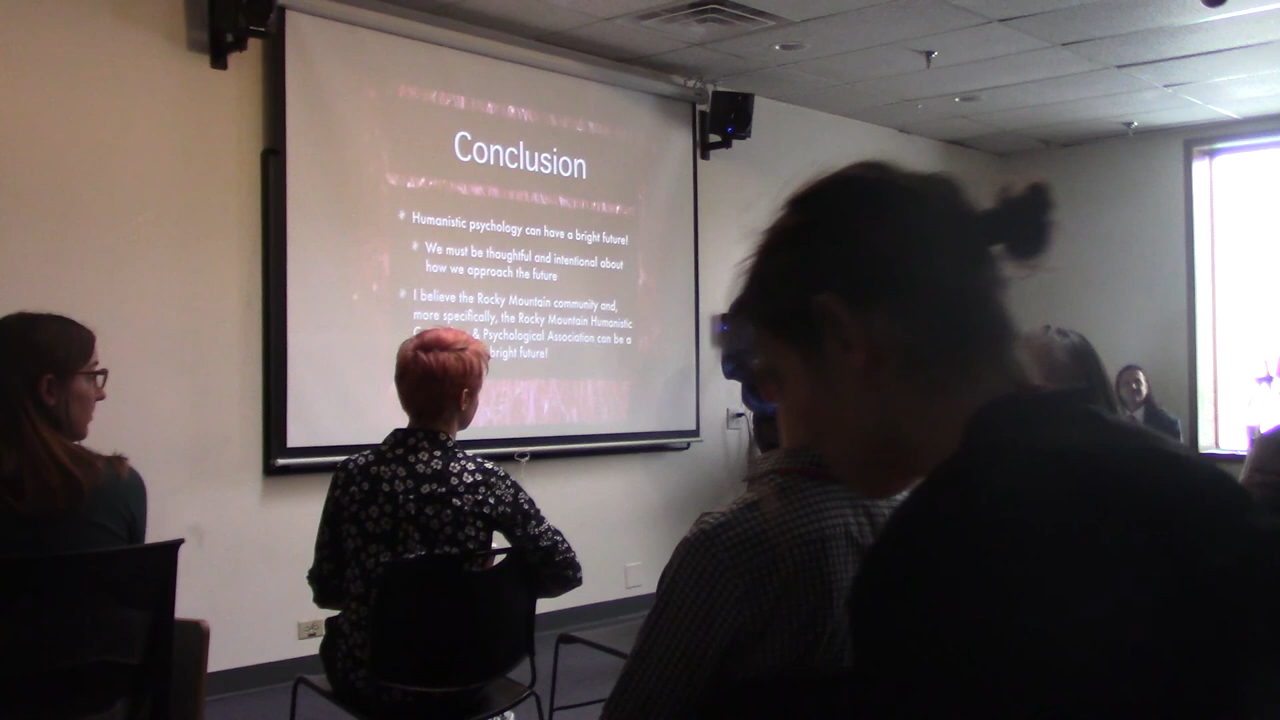 Conclusion
Humanistic psychology can have a bright future!
We must be thoughtful and intentional about
how we approach the future
I believe the Rocky Mountain community and,
more specifically, the Rocky Mountain Humanistic
& Psychological Association can be a
bright future!